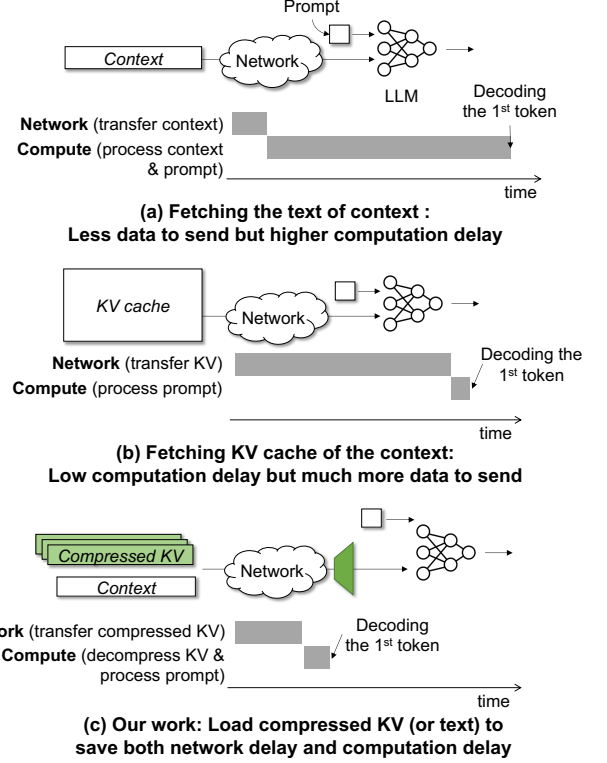 Prompt
Context
Network
LLM
Decoding
the 1st token
Network (transfer context)
Compute (process context
& prompt)
time
(a) Fetching the text of context :
Less data to send but higher computation delay
KV cache
Network
Network (transfer KV)
Decoding the
1st token
Compute (process prompt)
time
(b) Fetching KV cache of the context:
Low computation delay but much more data to send
Compressed KV
Network
Context
ork (transfer compressed KV)
Decoding
the 1st token
Compute (decompress KV &
process prompt)
time
(c) Our work: Load compressed KV (or text) to
save both network delay and computation delay